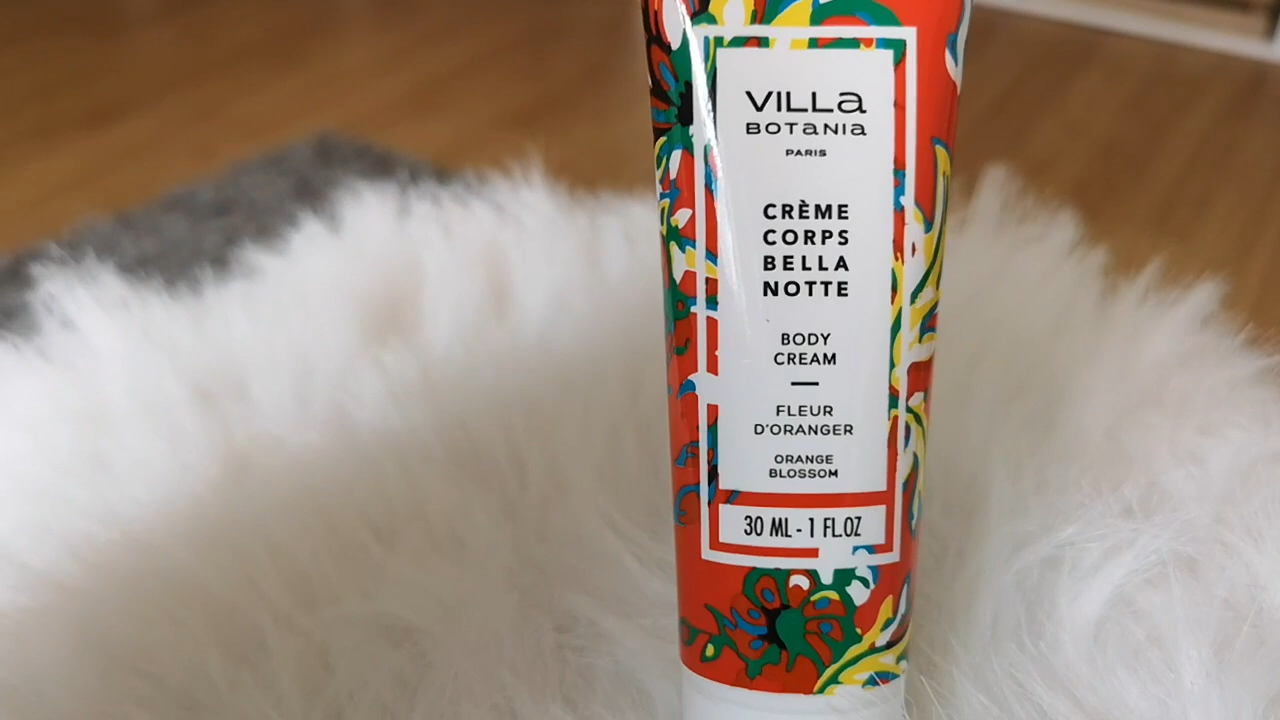 VILLa
BOTaNIa
PARIS
CRÈME
CORPS
BELLA
NOTTE
BODY
CREAM
FLEUR
D'ORANGER
ORANGE
BLOSSOM
30 ML - 1 FL.OZ